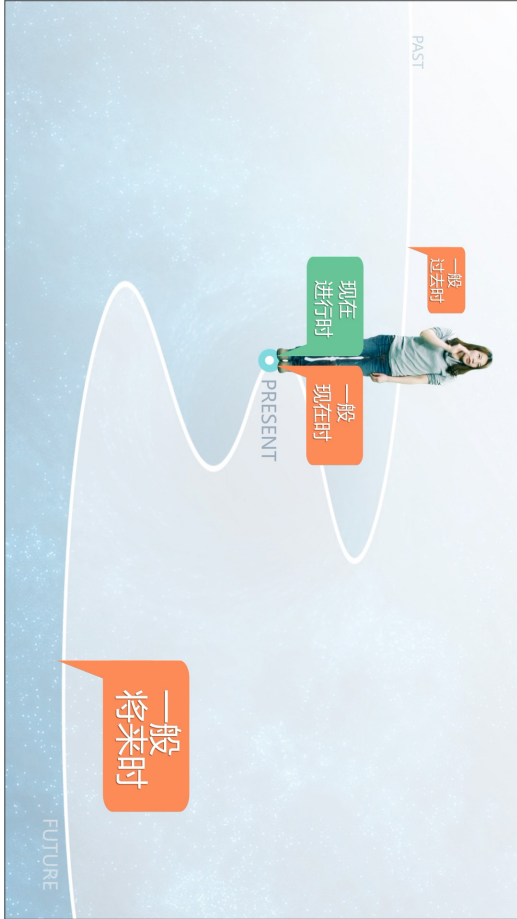 PAST
一般
过去时
现在
进行时
一般
现在时
PRESENT
一般
将来时
FUTURE